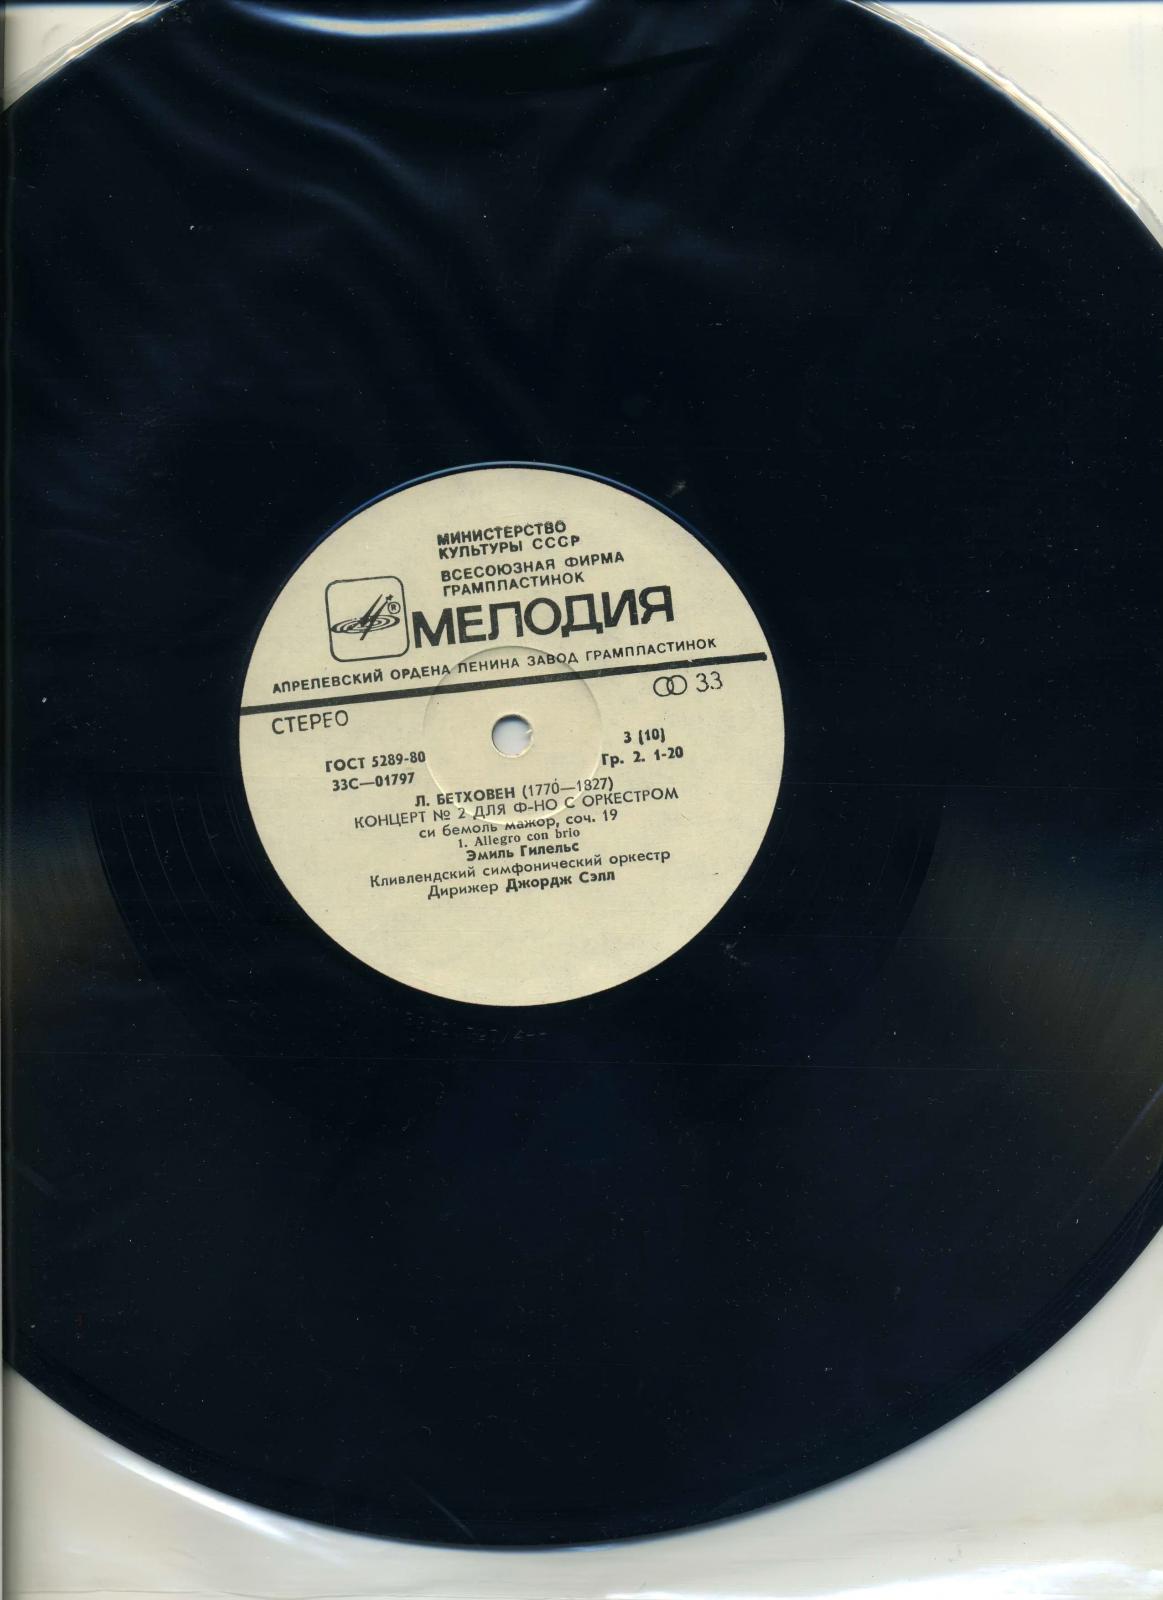 МИНИСТЕРСТВО
КУЛЬТУРЫ СССР
ВСЕСОЮЗНАЯ ФИРМА
ГРАМПЛАСТИНОК
® МЕЛОДИЯ
АПРЕЛЕВСКИЙ ОРДЕНА ЛЕНИНА ЗАВОД ГРАМПЛАСТИНОК
СТЕРЕО
33
ГОСТ 5289-80
33С—01797
3 (10)
Гр. 2. 1-20
Л. БЕТХОВЕН (1770—1827)
КОНЦЕРТ № 2 ДЛЯ Ф-НО С ОРКЕСТРОМ
си бемоль мажор, соч. 19
1. Allegro con brio
Эмиль Гилельс
Кливлендский симфонический оркестр
Дирижер Джордж Сэлл